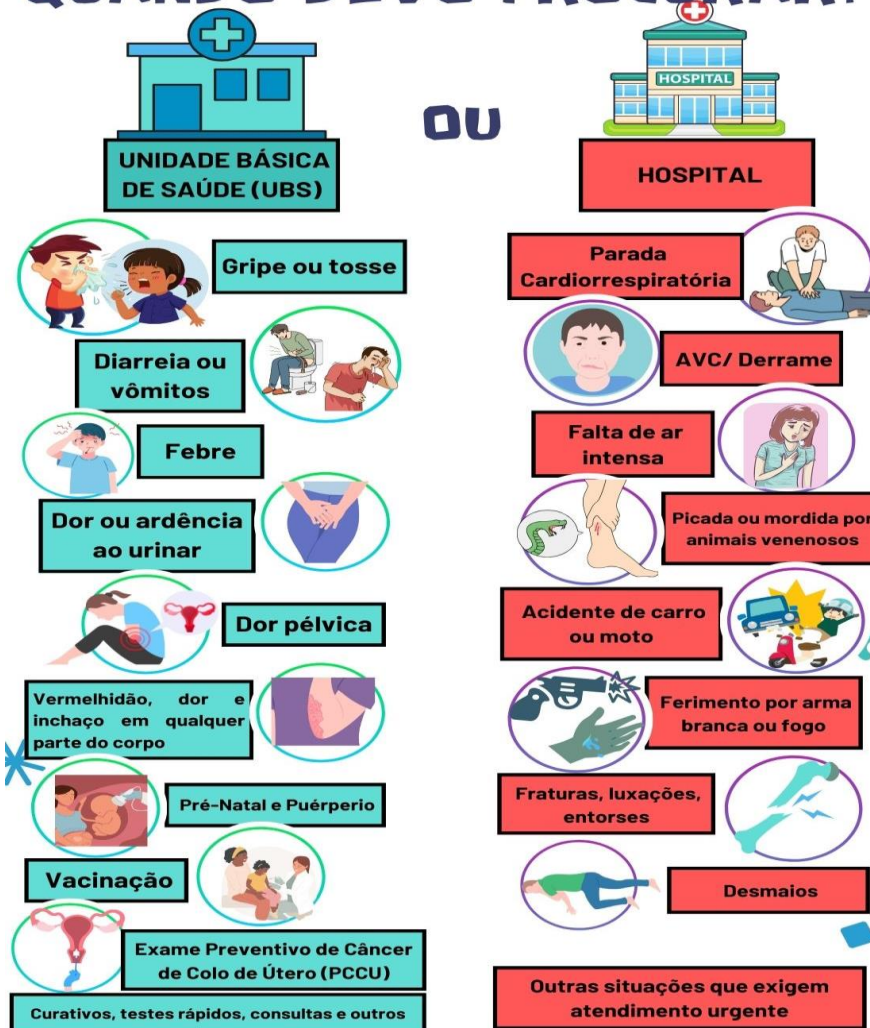 QUANDO DEVO PROCURAR:
HOSPITAL
OU
UNIDADE BÁSICA
DE SAÚDE (UBS)
Gripe ou tosse
Diarreia ou
vômitos
Febre
Dor ou ardência
ao urinar
Dor pélvica
Vermelhidão, dor e
inchaço em qualquer
parte do corpo
Pré-Natal e Puérperio
Vacinação
Exame Preventivo de Câncer
de Colo de Útero (PCCU)
Curativos, testes rápidos, consultas e outros
HOSPITAL
Parada
Cardiorrespiratória
AVC/ Derrame
Falta de ar
intensa
Picada ou mordida por
animais venenosos
Acidente de carro
ou moto
Ferimento por arma
branca ou fogo
Fraturas, luxações,
entorses
Desmaios
Outras situações que exigem
atendimento urgente